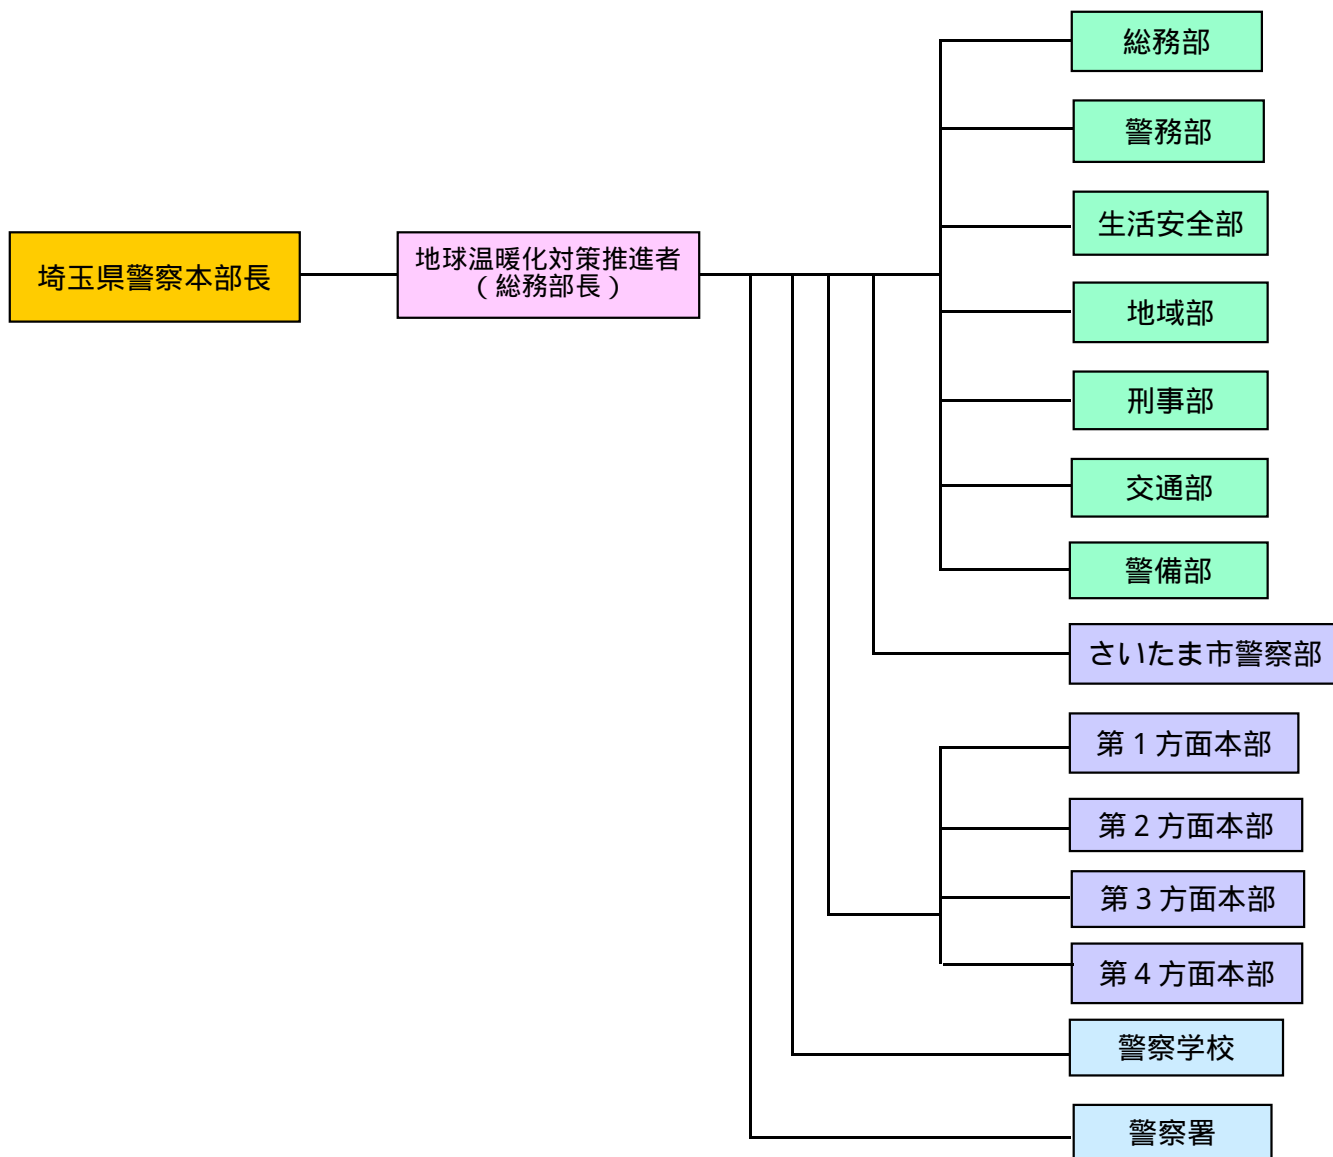 総務部
警務部
生活安全部
埼玉県警察本部長
地球温暖化対策推進者
（総務部長）
地域部
刑事部
交通部
警備部
さいたま市警察部
第１方面本部
第２方面本部
第３方面本部
第４方面本部
警察学校
警察署